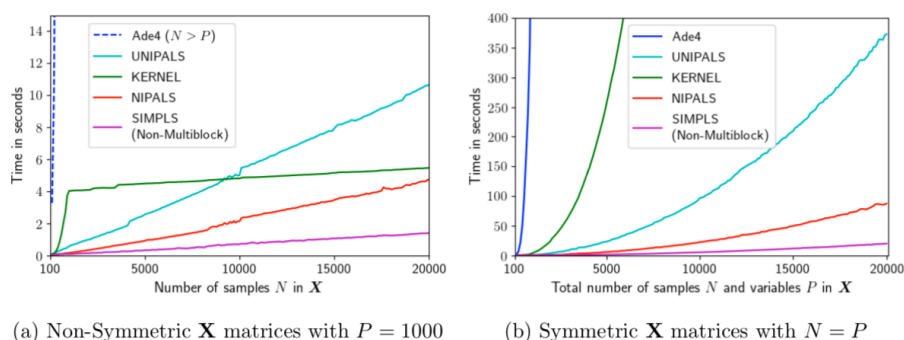 14
12
10
8
6
4
2
0
Time in seconds
Ade4 (N > P)
UNIPALS
KERNEL
NIPALS
SIMPLS
(Non-Multiblock)
100 5000 10000 15000 20000
Number of samples N in X
(a) Non-Symmetric X matrices with P = 1000
400
350
300
250
200
150
100
50
0
Time in seconds
Ade4
UNIPALS
KERNEL
NIPALS
SIMPLS
(Non-Multiblock)
100 5000 10000 15000 20000
Total number of samples N and variables P in X
(b) Symmetric X matrices with N = P